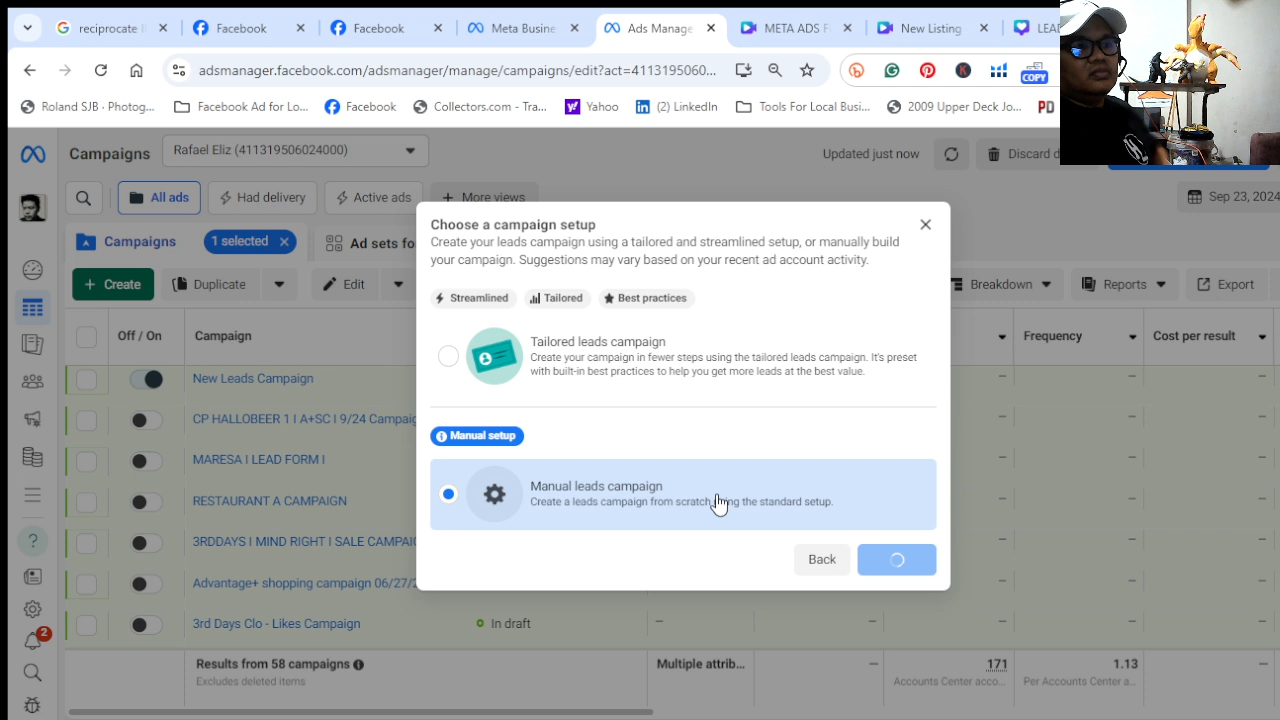 reciprocate
Facebook
Facebook
Meta Busine
Ads Manage
META ADS F
New Listing
LEA
adsmanager.facebook.com/adsmanager/manage/campaigns/edit?act=4113195060...
COPY
Roland SJB - Photog...
Facebook Ad for Lo...
Facebook
Collectors.com - Tra...
Yahoo
(2) LinkedIn
Tools For Local Busi...
2009 Upper Deck Jo...
PD
Campaigns
Rafael Eliz (411319506024000)
Updated just now
Discard d
All ads
Had delivery
Active ads
+ More views
Sep 23, 2024
Campaigns
1 selected
Ad sets fo
+ Create
Duplicate
Edit
Breakdown
Reports
Export
Off / On
Campaign
Frequency
Cost per result
New Leads Campaign
CP HALLOBEER 1 I A+SC I 9/24 Campaig
MARESA I LEAD FORM I
RESTAURANT A CAMPAIGN
3RDDAYS I MIND RIGHT I SALE CAMPAI
Advantage+ shopping campaign 06/27/2
3rd Days Clo - Likes Campaign
In draft
Results from 58 campaigns
Excludes deleted items
Multiple attrib...
171
Accounts Center acco...
1.13
Per Accounts Center a...
2
Choose a campaign setup
Create your leads campaign using a tailored and streamlined setup, or manually build
your campaign. Suggestions may vary based on your recent ad account activity.
Streamlined
Tailored
Best practices
Tailored leads campaign
Create your campaign in fewer steps using the tailored leads campaign. It's preset
with built-in best practices to help you get more leads at the best value.
Manual setup
Manual leads campaign
Create a leads campaign from scratch using the standard setup.
Back